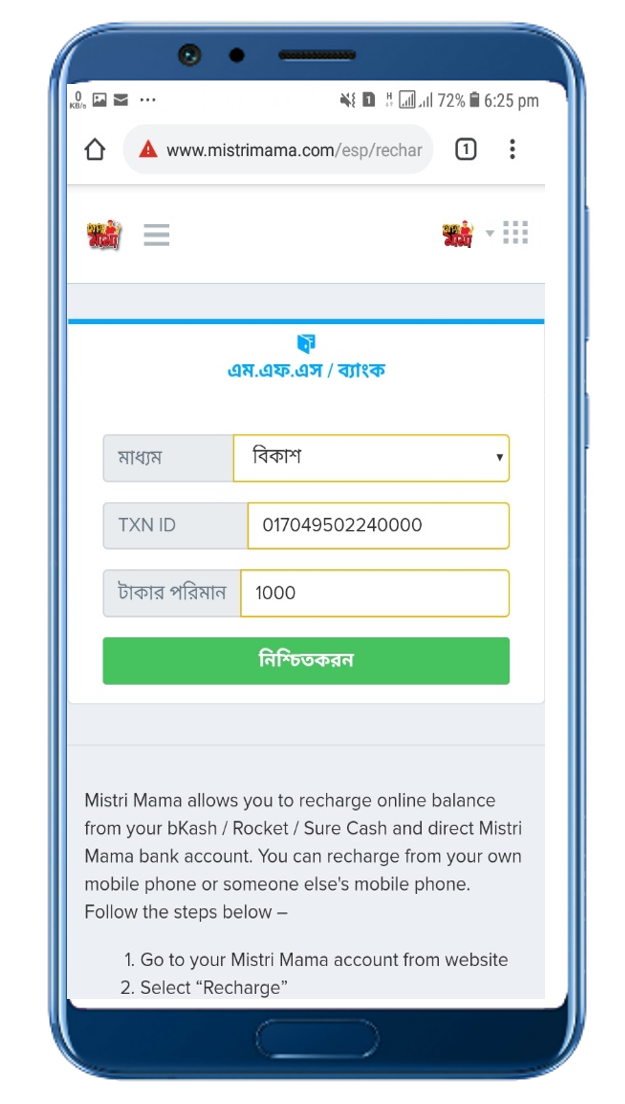 0
KB/s
1
H
72% 6:25 pm
www.mistrimama.com/esp/rechar
1
মামা
মামা
এম.এফ.এস / ব্যাংক
মাধ্যম
বিকাশ
TXN ID
017049502240000
টাকার পরিমান
1000
নিশ্চিতকরন
Mistri Mama allows you to recharge online balance
from your bKash / Rocket / Sure Cash and direct Mistri
Mama bank account. You can recharge from your own
mobile phone or someone else's mobile phone.
Follow the steps below –
1. Go to your Mistri Mama account from website
2. Select “Recharge”